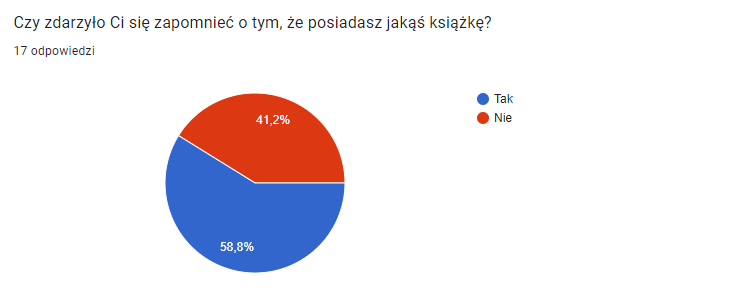 Czy zdarzyło Ci się zapomnieć o tym, że posiadasz jakąś książkę?
17 odpowiedzi
41,2%
58,8%
Tak
Nie